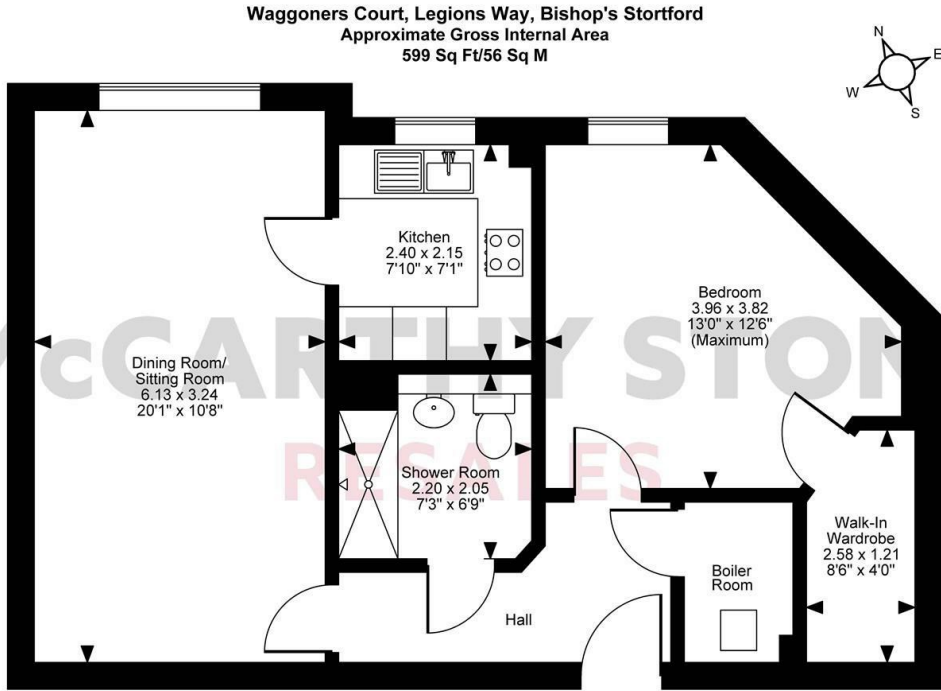 Waggoners Court, Legions Way, Bishop's Stortford
Approximate Gross Internal Area
599 Sq Ft/56 Sq M
N
E
W
S
Kitchen
2.40 x 2.15
7'10" x 7'1"
Bedroom
3.96 x 3.82
13'0" x 12'6"
(Maximum)
Dining Room/
Sitting Room
6.13 x 3.24
20'1" x 10'8"
McCARTHY STONE
RESALES
Shower Room
2.20 x 2.05
7'3" x 6'9"
Walk-In
Wardrobe
2.58 x 1.21
8'6" x 4'0"
Boiler
Room
Hall